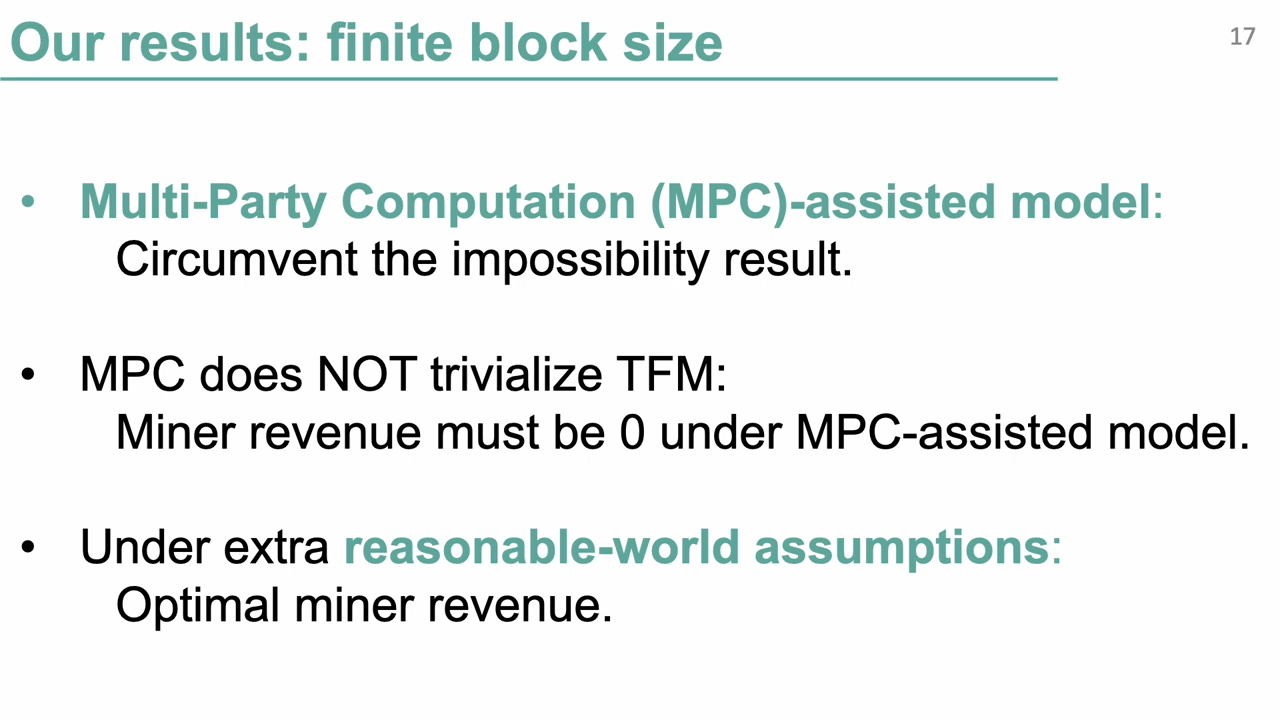 Our results: finite block size
17
• Multi-Party Computation (MPC)-assisted model:
Circumvent the impossibility result.
• MPC does NOT trivialize TFM:
Miner revenue must be 0 under MPC-assisted model.
• Under extra reasonable-world assumptions:
Optimal miner revenue.